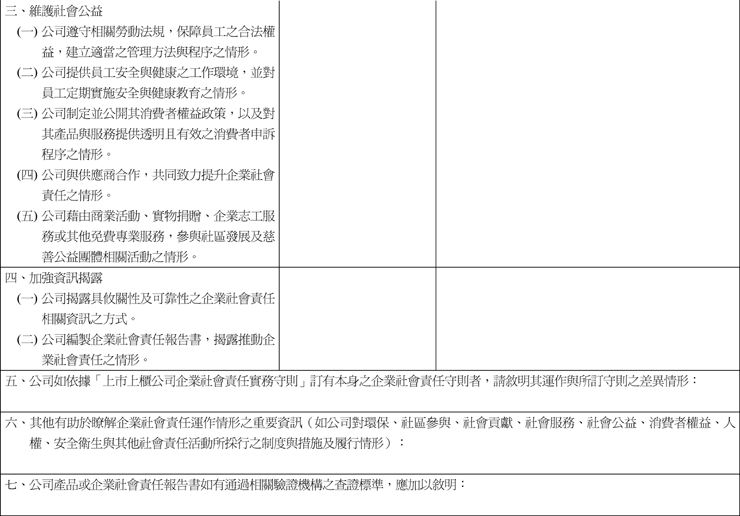 三、維護社會公益
(一) 公司遵守相關勞動法規，保障員工之合法權
益，建立適當之管理方法與程序之情形。
(二) 公司提供員工安全與健康之工作環境，並對
員工定期實施安全與健康教育之情形。
(三) 公司制定並公開其消費者權益政策，以及對
其產品與服務提供透明且有效之消費者申訴
程序之情形。
(四) 公司與供應商合作，共同致力提升企業社會
責任之情形。
(五) 公司藉由商業活動、實物捐贈、企業志工服
務或其他免費專業服務，參與社區發展及慈
善公益團體相關活動之情形。
四、加強資訊揭露
(一) 公司揭露具攸關性及可靠性之企業社會責任
相關資訊之方式。
(二) 公司編製企業社會責任報告書，揭露推動企
業社會責任之情形。
五、公司如依據「上市上櫃公司企業社會責任實務守則」訂有本身之企業社會責任守則者，請敘明其運作與所訂守則之差異情形：
六、其他有助於瞭解企業社會責任運作情形之重要資訊（如公司對環保、社區參與、社會貢獻、社會服務、社會公益、消費者權益、人
權、安全衛生與其他社會責任活動所採行之制度與措施及履行情形）：
七、公司產品或企業社會責任報告書如有通過相關驗證機構之查證標準，應加以敘明：